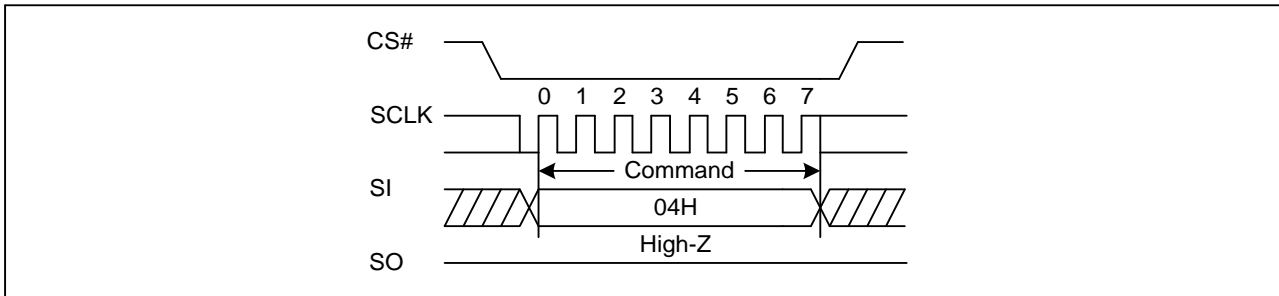 CS#
0 1 2 3 4 5 6 7
SCLK
Command
SI
04H
High-Z
SO